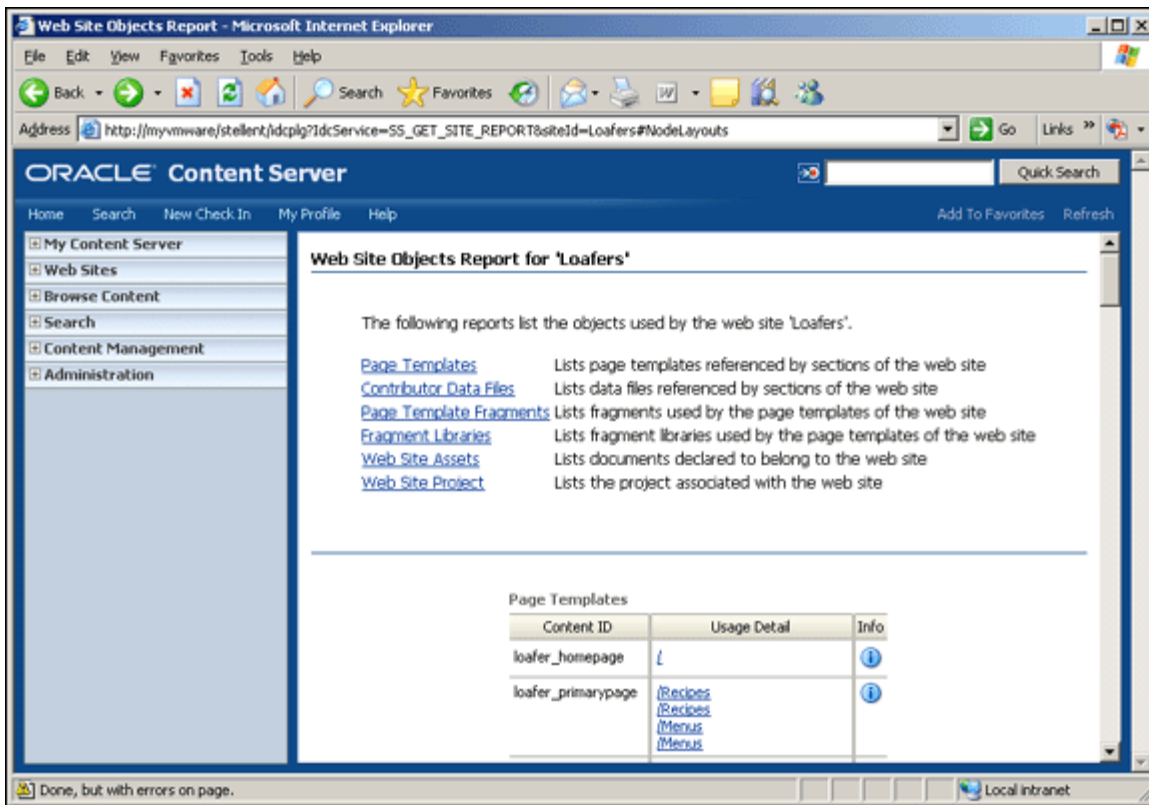 Web Site Objects Report - Microsoft Internet Explorer
File Edit View Favorites Tools Help
Back Search Favorites
Address http://myvmware/stellent/idcplg?IdcService=SS_GET_SITE_REPORT&siteId=Loafers#NodeLayouts Go Links »
ORACLE Content Server Quick Search
Home Search New Check In My Profile Help Add To Favorites Refresh
My Content Server
Web Sites
Browse Content
Search
Content Management
Administration
Web Site Objects Report for 'Loafers'
The following reports list the objects used by the web site 'Loafers'.
Page Templates Lists page templates referenced by sections of the web site
Contributor Data Files Lists data files referenced by sections of the web site
Page Template Fragments Lists fragments used by the page templates of the web site
Fragment Libraries Lists fragment libraries used by the page templates of the web site
Web Site Assets Lists documents declared to belong to the web site
Web Site Project Lists the project associated with the web site
Page Templates
Content ID Usage Detail Info
loafer_homepage /
loafer_primarypage /Recipes
/Recipes
/Menus
/Menus
Done, but with errors on page. Local intranet